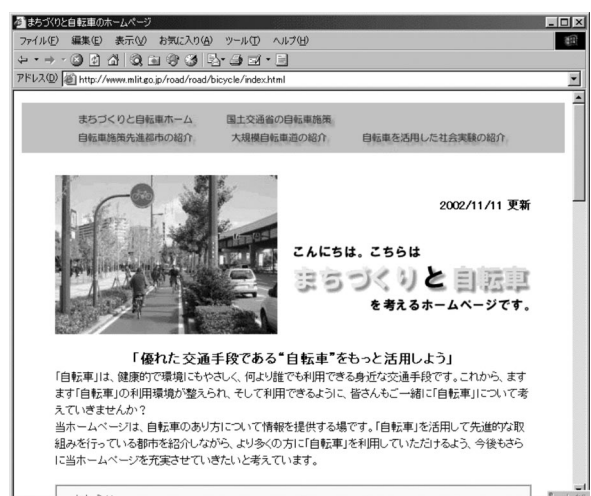 まちづくりと自転車のホームページ
ファイル(F) 編集(E) 表示(V) お気に入り(A) ツール(T) ヘルプ(H)
アドレス(D) http://www.mlit.go.jp/road/road/bicycle/index.html
まちづくりと自転車ホーム 国土交通省の自転車施策
自転車施策先進都市の紹介 大規模自転車道の紹介 自転車を活用した社会実験の紹介
2002/11/11 更新
こんにちは。こちらは
まちづくりと自転車
を考えるホームページです。
「優れた交通手段である“自転車”をもっと活用しよう」
「自転車」は、健康的で環境にもやさしく、何より誰でも利用できる身近な交通手段です。これから、ます
ます「自転車」の利用環境が整えられ、そして利用できるように、皆さんもご一緒に「自転車」について考
えていきませんか？
当ホームページは、自転車のあり方について情報を提供する場です。「自転車」を活用して先進的な取
組みを行っている都市を紹介しながら、より多くの方に「自転車」を利用していただけるよう、今後もさら
に当ホームページを充実させていきたいと考えています。